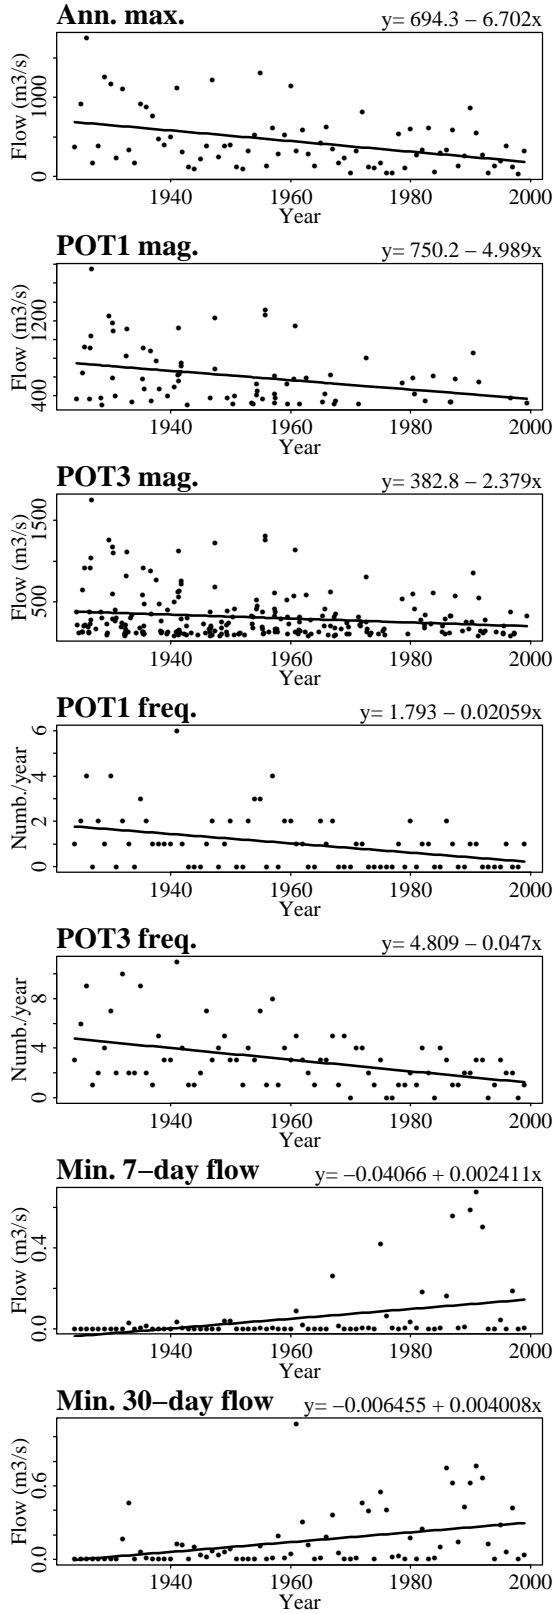 Ann. max. y= 694.3 − 6.702x
Flow (m3/s)
0 1000
1940 1960 1980 2000
Year
POT1 mag. y= 750.2 − 4.989x
Flow (m3/s)
400 1200
1940 1960 1980 2000
Year
POT3 mag. y= 382.8 − 2.379x
Flow (m3/s)
500 1500
1940 1960 1980 2000
Year
POT1 freq. y= 1.793 − 0.02059x
Numb./year
0 2 4 6
1940 1960 1980 2000
Year
POT3 freq. y= 4.809 − 0.047x
Numb./year
0 4 8
1940 1960 1980 2000
Year
Min. 7−day flow y= −0.04066 + 0.002411x
Flow (m3/s)
0.0 0.4
1940 1960 1980 2000
Year
Min. 30−day flow y= −0.006455 + 0.004008x
Flow (m3/s)
0.0 0.6
1940 1960 1980 2000
Year